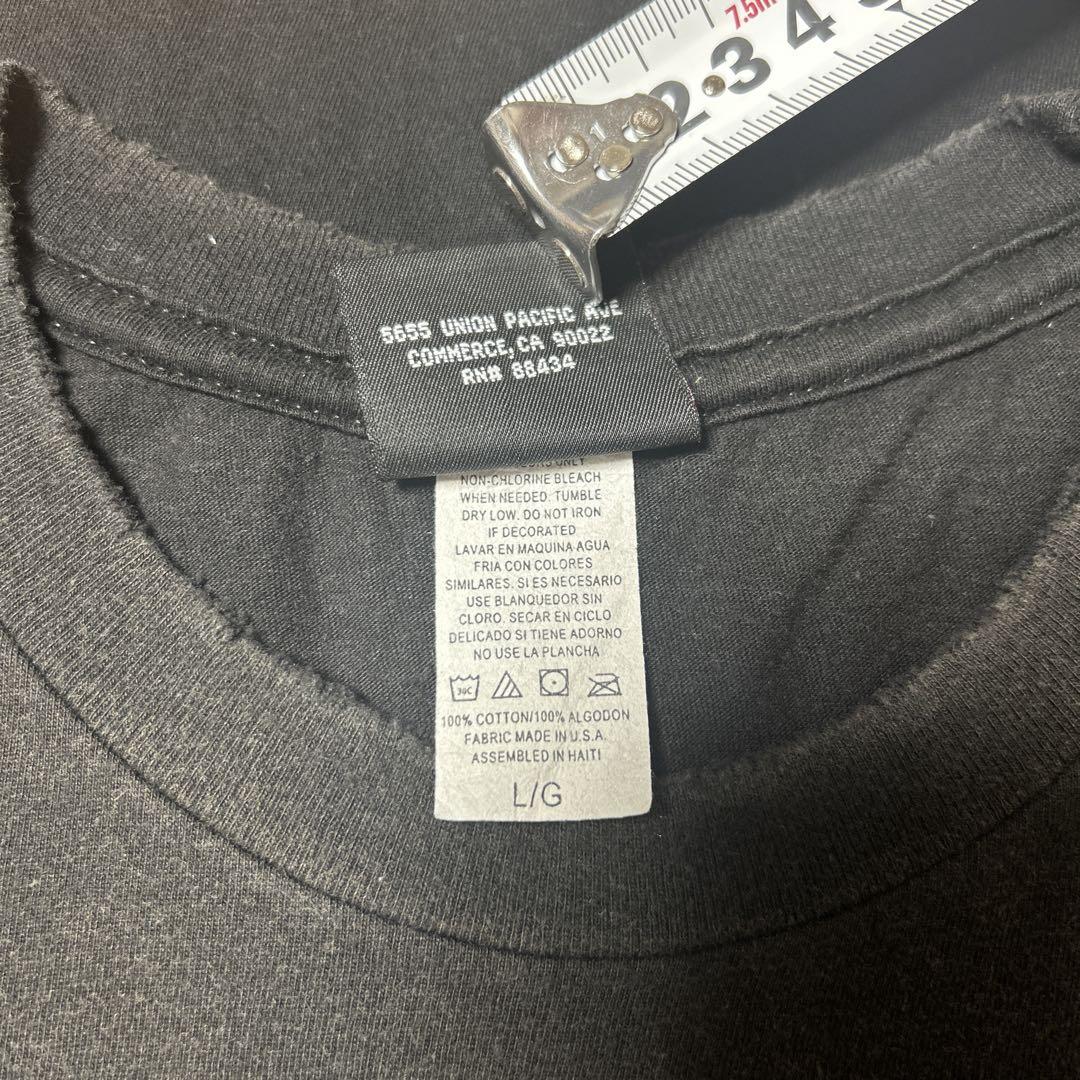 7.5m
2 3 4
5655 UNION PACIFIC AVE
COMMERCE, CA 90022
RN# 88434
NON-CHLORINE BLEACH
WHEN NEEDED. TUMBLE
DRY LOW. DO NOT IRON
IF DECORATED
LAVAR EN MAQUINA AGUA
FRIA CON COLORES
SIMILARES. SI ES NECESARIO
USE BLANQUEDOR SIN
CLORO. SECAR EN CICLO
DELICADO SI TIENE ADORNO
NO USE LA PLANCHA
30C
100% COTTON/100% ALGODON
FABRIC MADE IN U.S.A.
ASSEMBLED IN HAITI
L/G